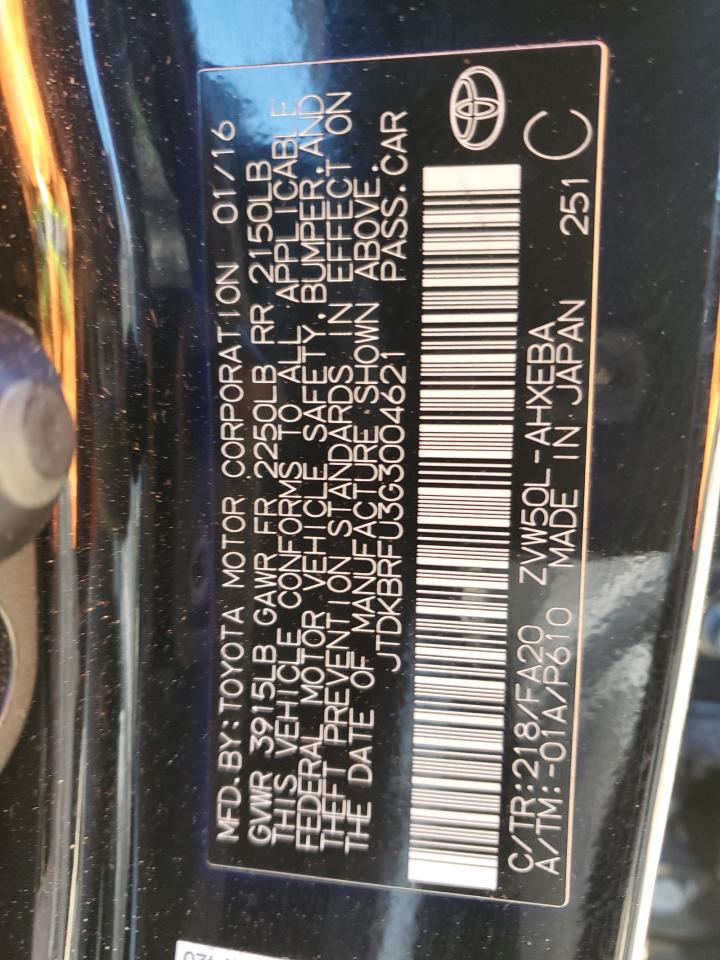 MFD.BY:TOYOTA MOTOR CORPORATION 01/16
GVWR 3915LB GAWR FR 2250LB RR 2150LB
THIS VEHICLE CONFORMS TO ALL APPLICABLE
FEDERAL MOTOR VEHICLE SAFETY,BUMPER,AND
THEFT PREVENTION STANDARDS IN EFFECT ON
THE DATE OF MANUFACTURE SHOWN ABOVE.
JTDKBRFU3G3004621 PASS.CAR
C/TR:218/FA20 ZVW50L-AHXEBA
A/TM:-01A/P610 MADE IN JAPAN 251 C